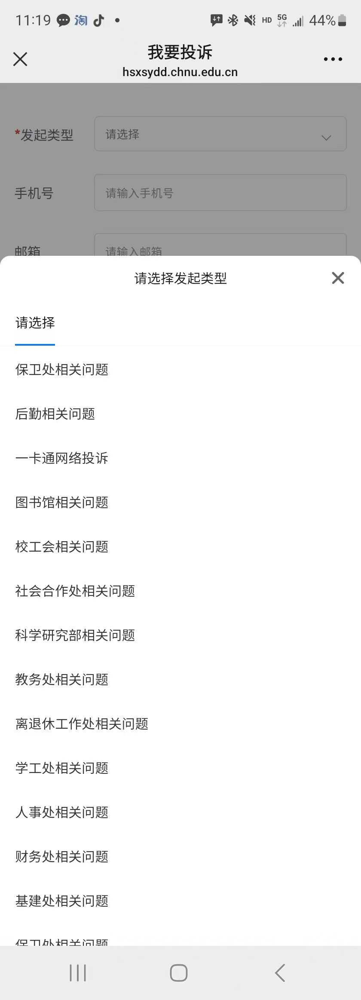 11:19 淘 HD 5G 44%
我要投诉
hsxsydd.chnu.edu.cn
*发起类型 请选择
手机号 请输入手机号
邮箱 请输入邮箱
请选择发起类型
请选择
保卫处相关问题
后勤相关问题
一卡通网络投诉
图书馆相关问题
校工会相关问题
社会合作处相关问题
科学研究部相关问题
教务处相关问题
离退休工作处相关问题
学工处相关问题
人事处相关问题
财务处相关问题
基建处相关问题
保卫处相关问题